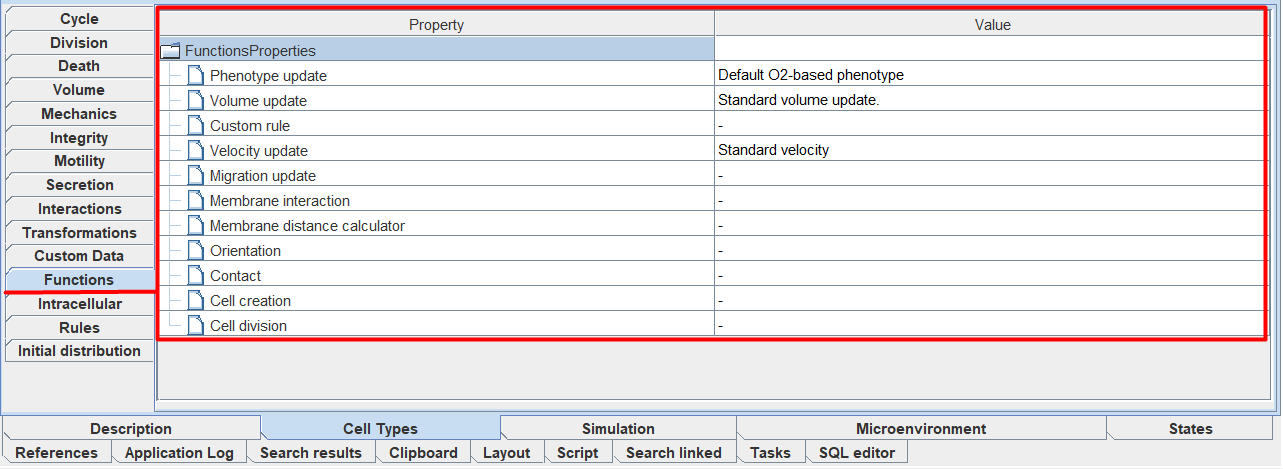 Cycle
Division
Death
Volume
Mechanics
Integrity
Motility
Secretion
Interactions
Transformations
Custom Data
Functions
Intracellular
Rules
Initial distribution
Property Value
FunctionsProperties
Phenotype update Default O2-based phenotype
Volume update Standard volume update.
Custom rule -
Velocity update Standard velocity
Migration update -
Membrane interaction -
Membrane distance calculator -
Orientation -
Contact -
Cell creation -
Cell division -
Description Cell Types Simulation Microenvironment States
References Application Log Search results Clipboard Layout Script Search linked Tasks SQL editor